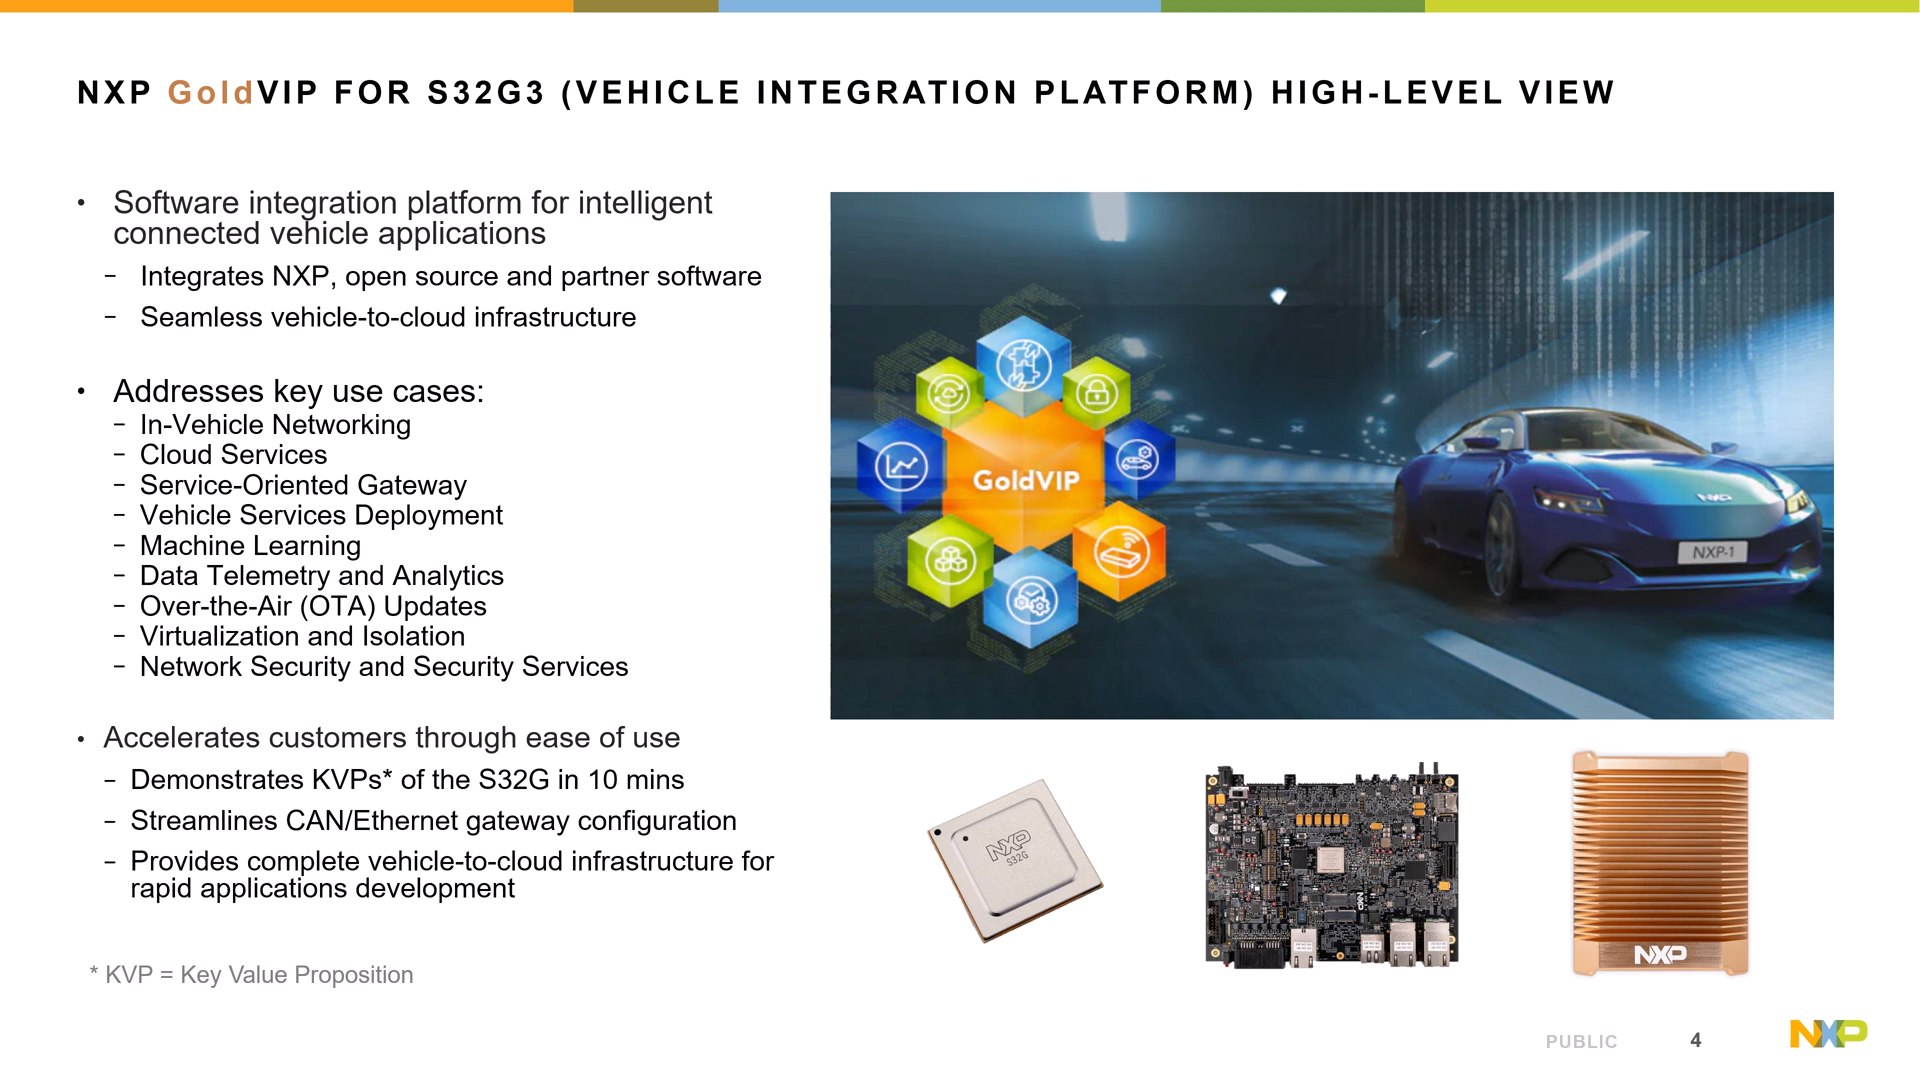 NXP GoldVIP FOR S32G3 (VEHICLE INTEGRATION PLATFORM) HIGH-LEVEL VIEW
• Software integration platform for intelligent
connected vehicle applications
− Integrates NXP, open source and partner software
− Seamless vehicle-to-cloud infrastructure
• Addresses key use cases:
− In-Vehicle Networking
− Cloud Services
− Service-Oriented Gateway
− Vehicle Services Deployment
− Machine Learning
− Data Telemetry and Analytics
− Over-the-Air (OTA) Updates
− Virtualization and Isolation
− Network Security and Security Services
• Accelerates customers through ease of use
− Demonstrates KVPs* of the S32G in 10 mins
− Streamlines CAN/Ethernet gateway configuration
− Provides complete vehicle-to-cloud infrastructure for
rapid applications development
* KVP = Key Value Proposition
GoldVIP
NXP
NXP-1
NXP
S32G
NXP
NXP
PUBLIC
4
NXP